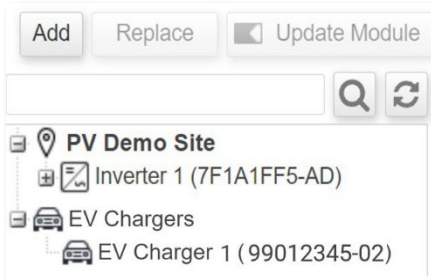 Add Replace Update Module
PV Demo Site
Inverter 1 (7F1A1FF5-AD)
EV Chargers
EV Charger 1 (99012345-02)